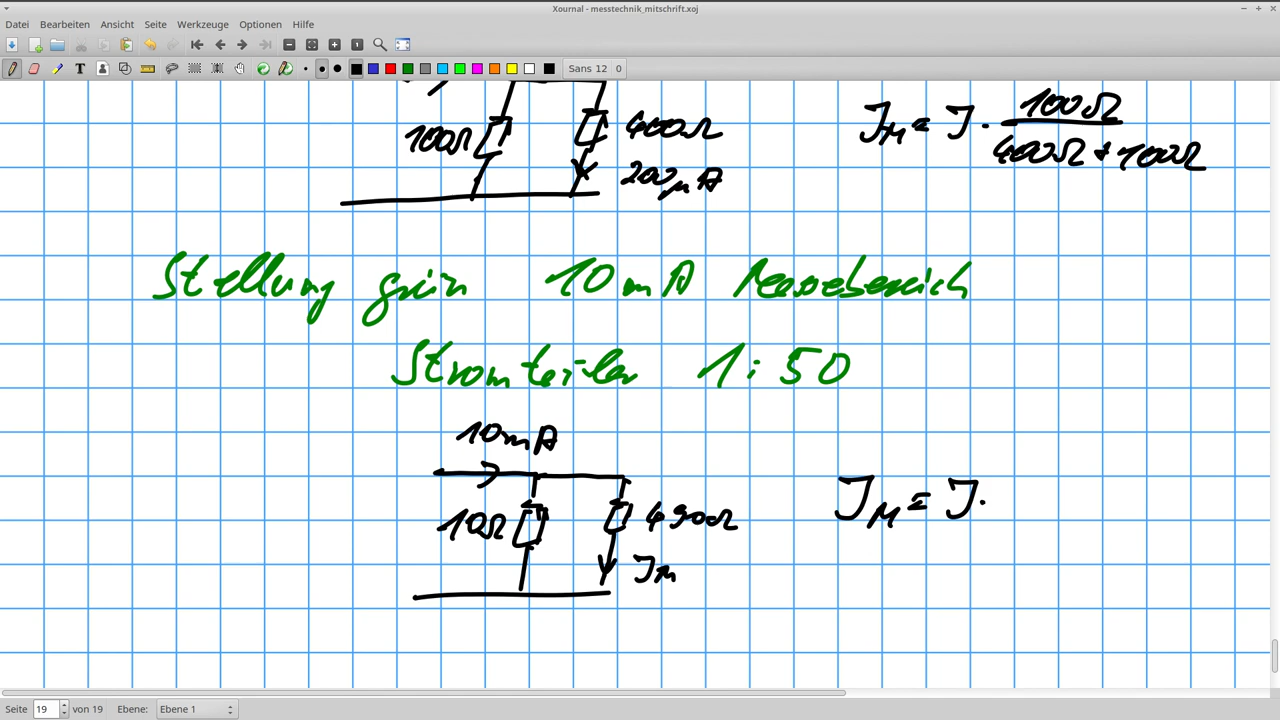 Xournal - messtechnik_mitschrift.xoj
Datei Bearbeiten Ansicht Seite Werkzeuge Optionen Hilfe
Sans 12 0
100Ω 400Ω
200μA
I_M = I · 100Ω
400Ω + 100Ω
Stellung grün 10mA Messbereich
Stromteiler 1:50
10mA
10Ω 490Ω
I_M
I_M = I·
Seite 19 von 19 Ebene: Ebene 1